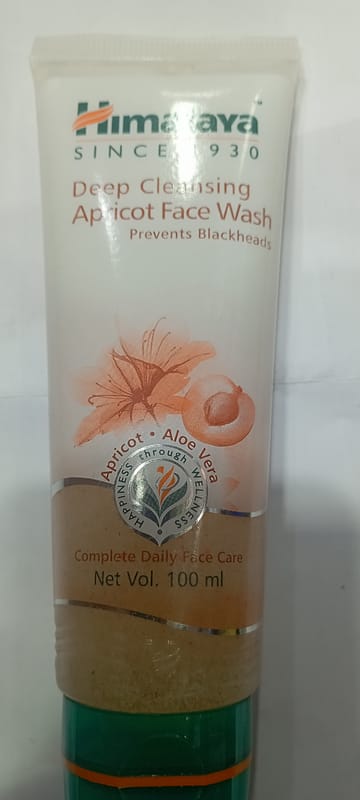 Himalaya
SINCE 1930
Deep Cleansing
Apricot Face Wash
Prevents Blackheads
Apricot • Aloe Vera
HAPPINESS through WELLNESS
Complete Daily Face Care
Net Vol. 100 ml